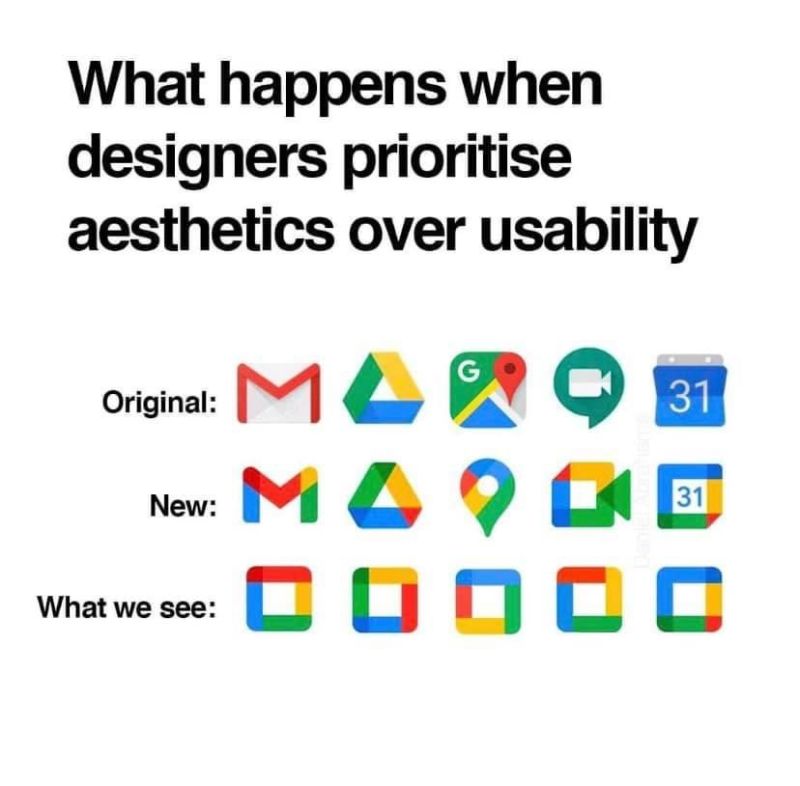 What happens when
designers prioritise
aesthetics over usability
Original:
G
31
New:
31
What we see: